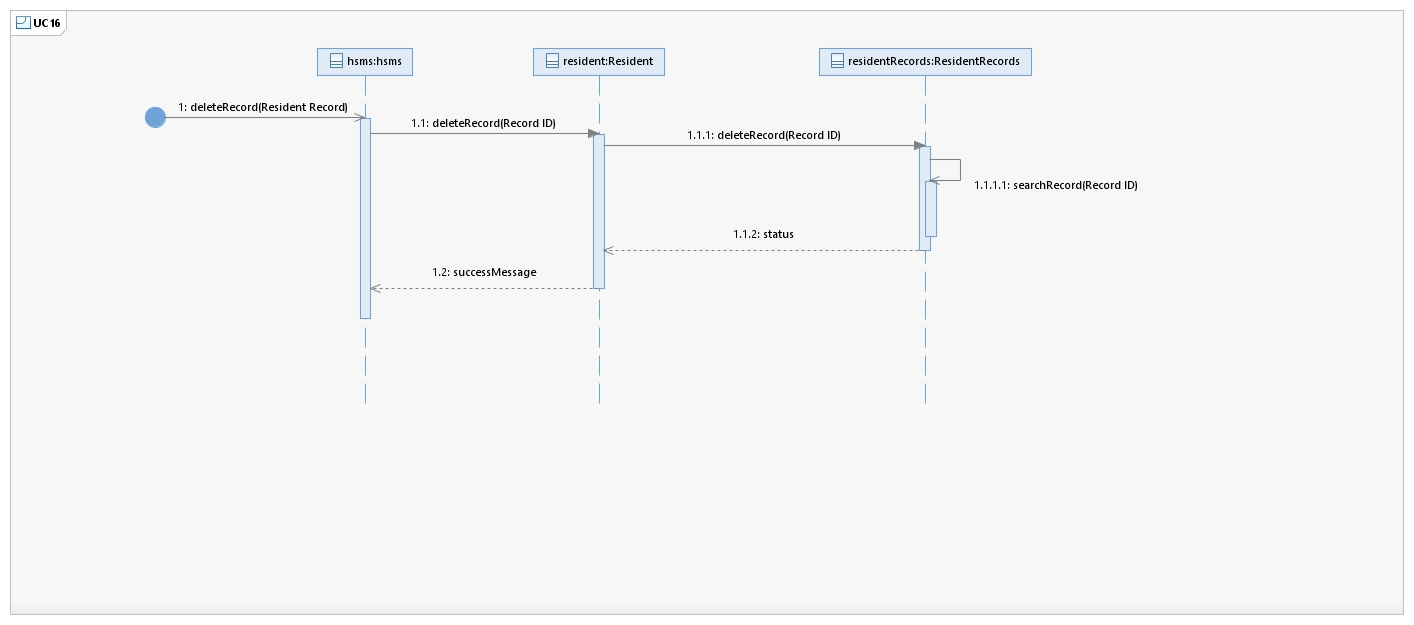 UC16
hsms:hsms
resident:Resident
residentRecords:ResidentRecords
1: deleteRecord(Resident Record)
1.1: deleteRecord(Record ID)
1.1.1: deleteRecord(Record ID)
1.1.1.1: searchRecord(Record ID)
1.1.2: status
1.2: successMessage